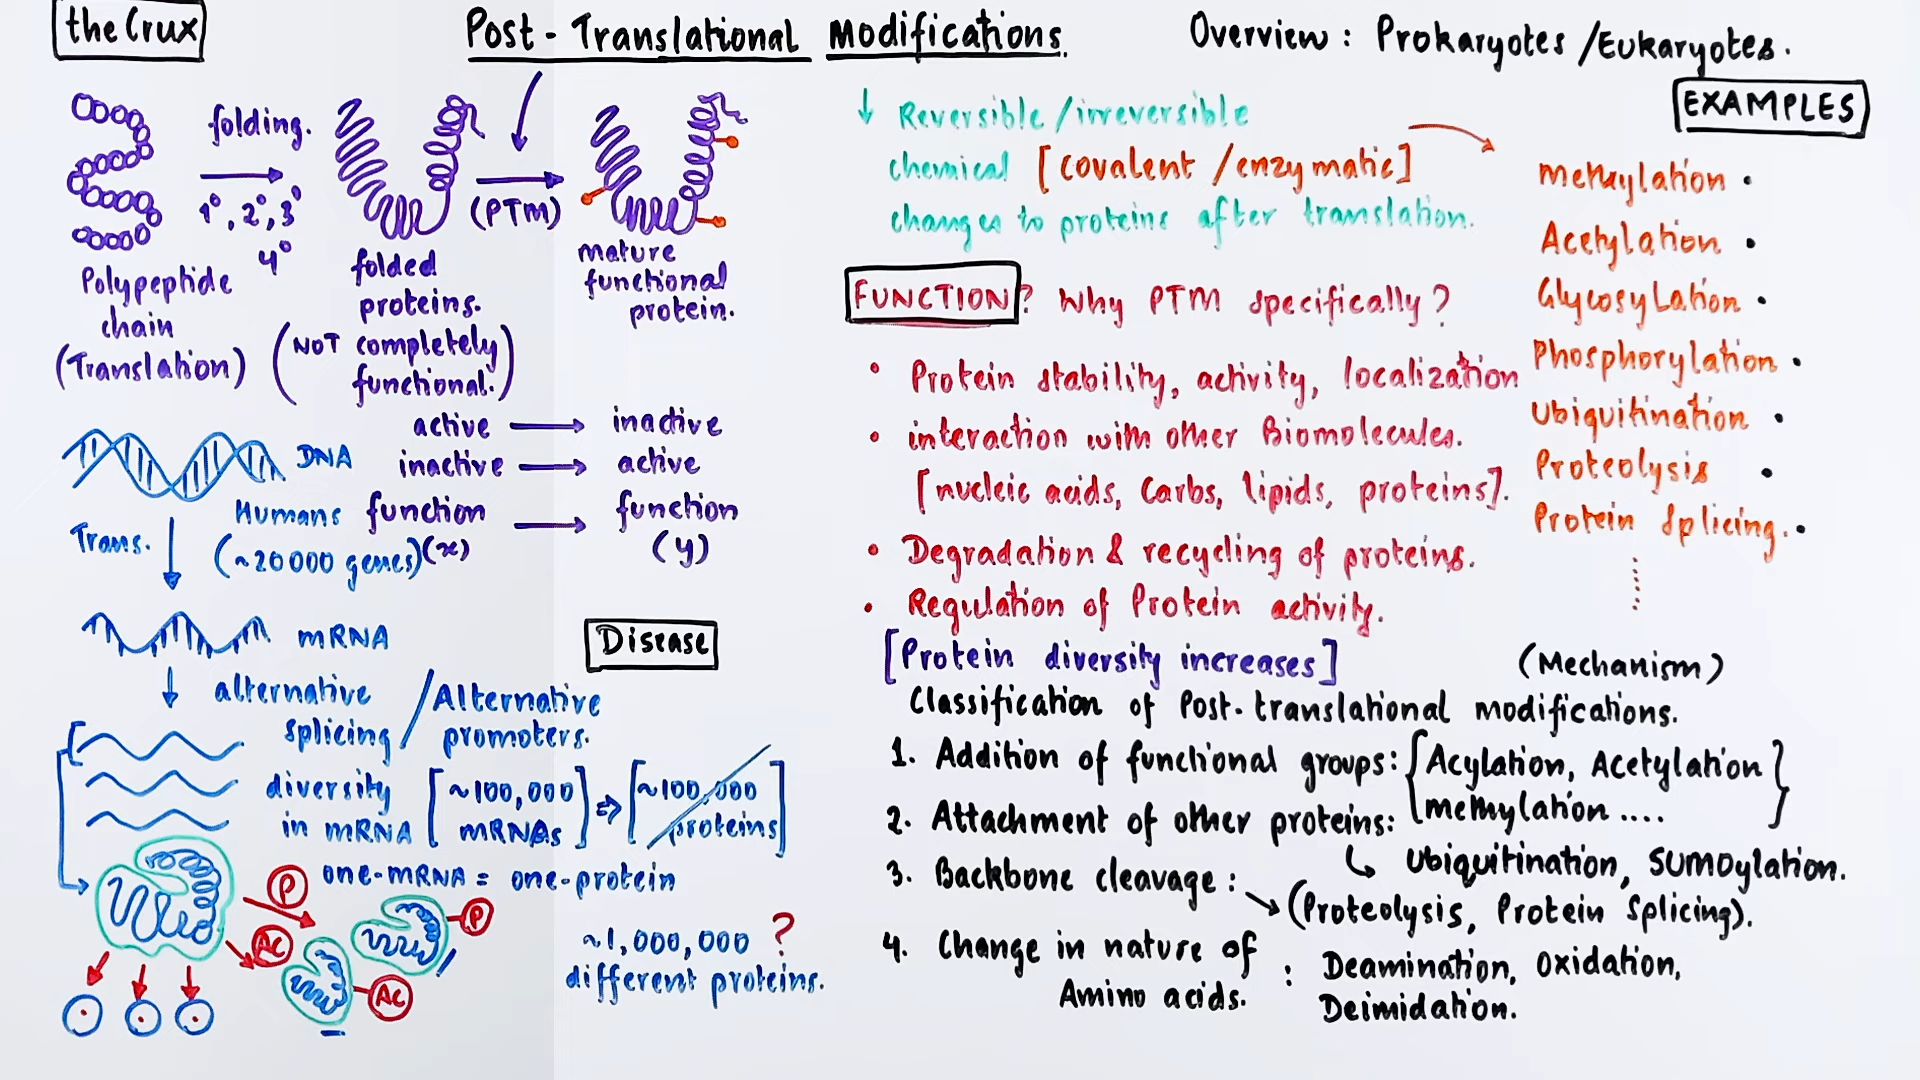 the Crux
Post - Translational Modifications.
Overview : Prokaryotes / Eukaryotes.
folding.
1°, 2°, 3°
4°
Polypeptide
chain
(Translation)
folded
proteins.
(NOT completely
functional.)
(PTM)
mature
functional
protein.
active → inactive
inactive → active
function → function
(x) (y)
DNA
Humans
(~20000 genes)
Trans.
mRNA
alternative / Alternative
splicing promoters.
diversity
in mRNA
[~100,000
mRNAs]
⇒ [~100,000
proteins]
one-mRNA = one-protein
P
AC
P
AC
~1,000,000 ?
different proteins.
Disease
↓ Reversible / irreversible
chemical [covalent / enzymatic]
changes to proteins after translation.
FUNCTION ? Why PTM specifically?
• Protein stability, activity, localization
• interaction with other Biomolecules.
[nucleic acids, Carbs, lipids, proteins].
• Degradation & recycling of proteins.
• Regulation of Protein activity.
[Protein diversity increases]
EXAMPLES
Methylation •
Acetylation •
Glycosylation •
Phosphorylation •
Ubiquitination •
Proteolysis •
Protein Splicing. •
(Mechanism)
Classification of Post-translational modifications.
1. Addition of functional groups: {Acylation, Acetylation
methylation ....}
2. Attachment of other proteins:
↳ Ubiquitination, SUMOylation.
3. Backbone cleavage :
→ (Proteolysis, Protein Splicing).
4. Change in nature of
Amino acids.
: Deamination, Oxidation,
Deimidation.